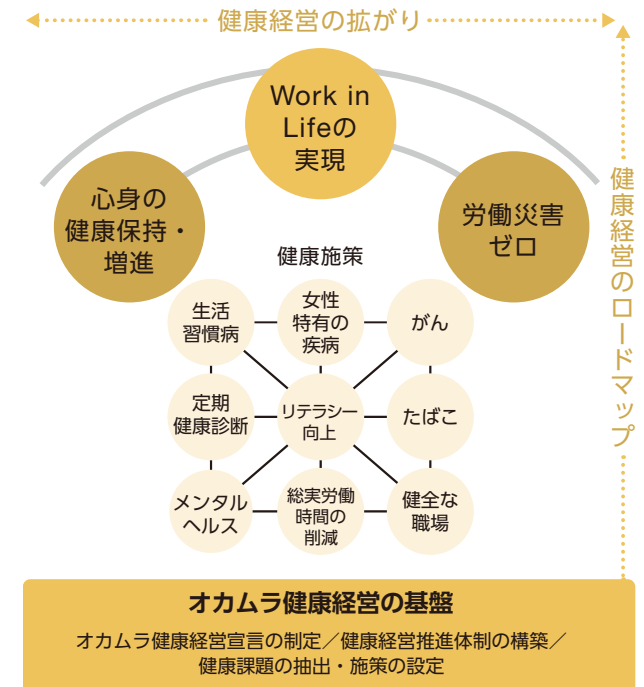 健康経営の拡がり
Work in
Lifeの
実現
心身の
健康保持・
増進
労働災害
ゼロ
健康経営のロードマップ
健康施策
生活
習慣病
女性
特有の
疾病
がん
定期
健康診断
リテラシー
向上
たばこ
メンタル
ヘルス
総実労働
時間の
削減
健全な
職場
オカムラ健康経営の基盤
オカムラ健康経営宣言の制定／健康経営推進体制の構築／
健康課題の抽出・施策の設定